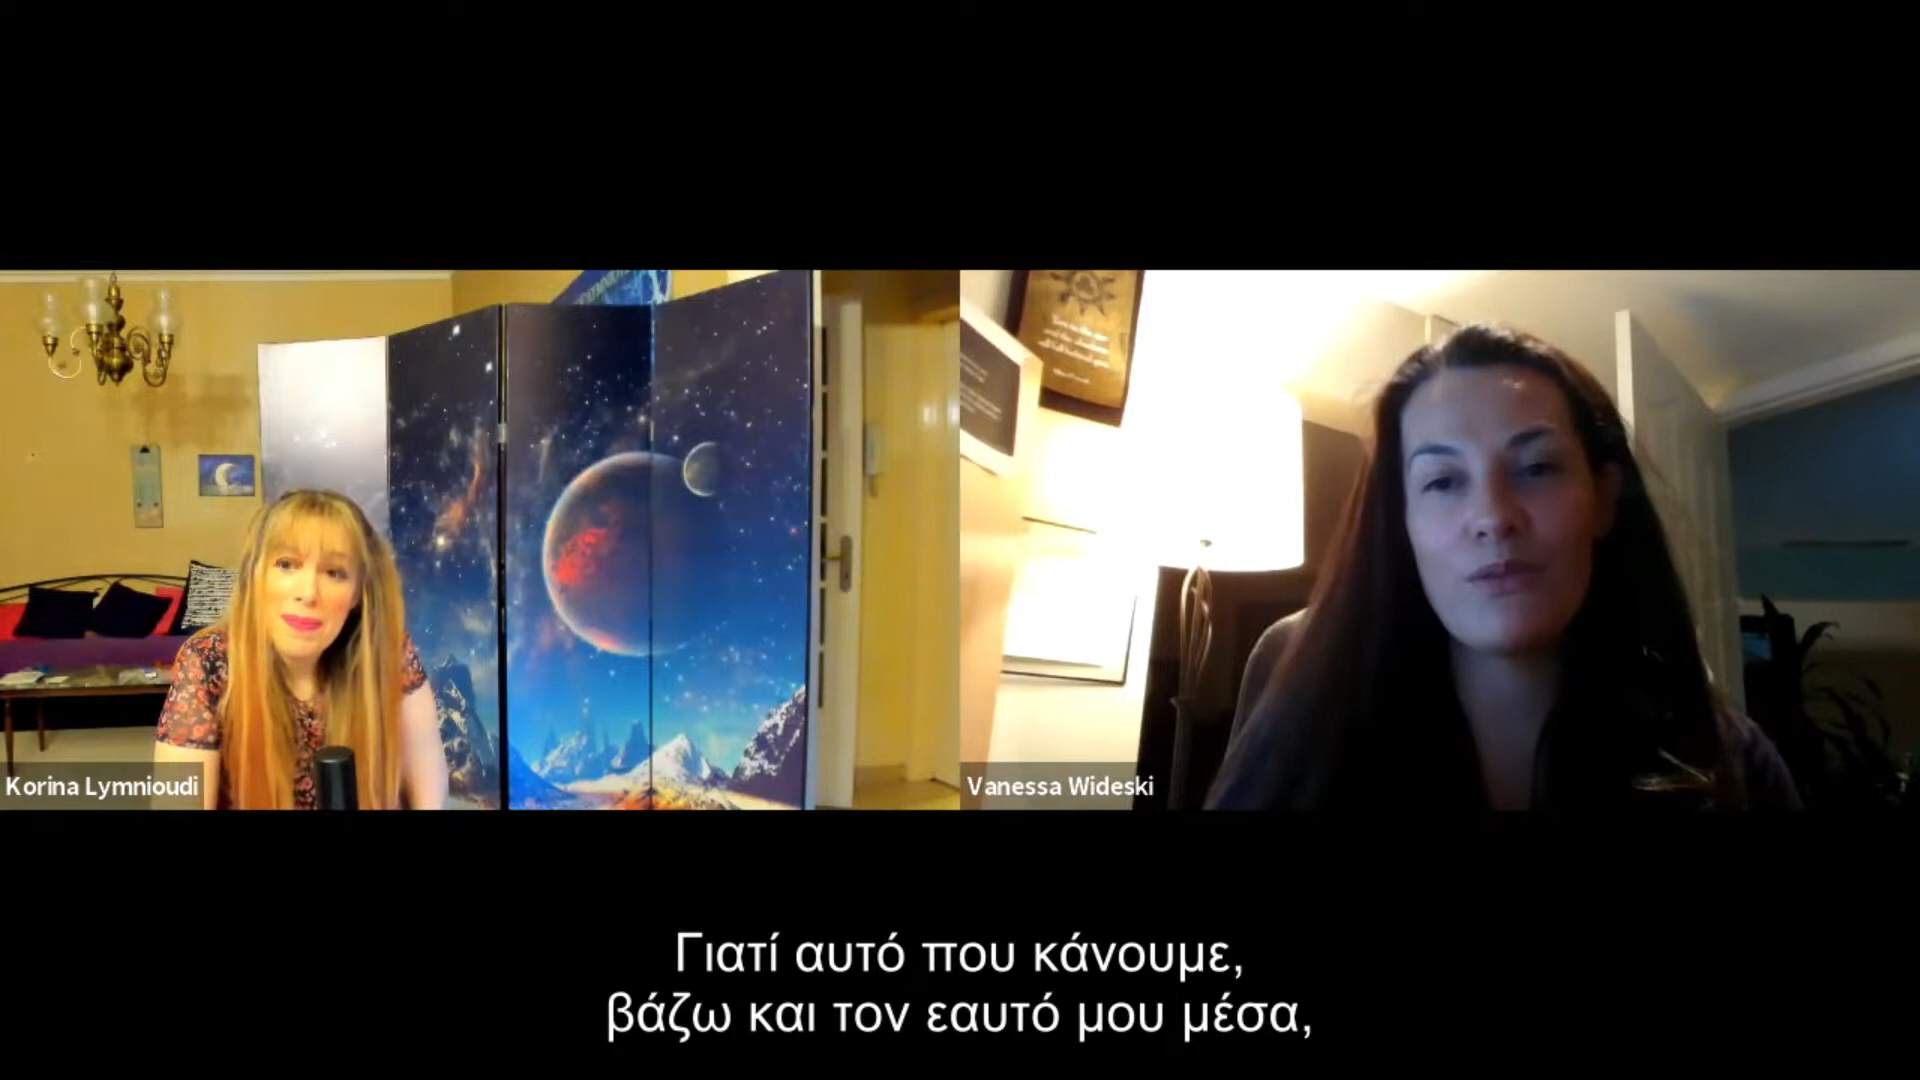 Korina Lymnioudi
Vanessa Wideski
Γιατί αυτό που κάνουμε,
βάζω και τον εαυτό μου μέσα,